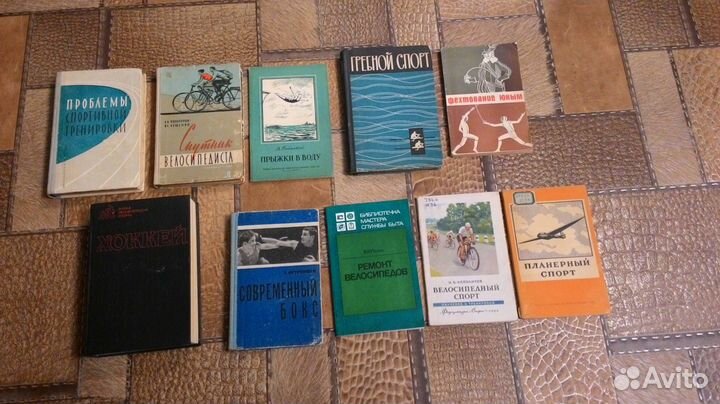 ПРОБЛЕМЫ
СПОРТИВНОЙ
ТРЕНИРОВКИ
Спутник
ВЕЛОСИПЕДИСТА
ПРЫЖКИ В ВОДУ
ГРЕБНОЙ СПОРТ
ФЕХТОВАНИЕ ЮНЫМ
ХОККЕЙ
СОВРЕМЕННЫЙ
БОКС
БИБЛИОТЕЧКА
МАСТЕРА
СЛУЖБЫ БЫТА
РЕМОНТ
ВЕЛОСИПЕДОВ
ВЕЛОСИПЕДНЫЙ
СПОРТ
ПЛАНЕРНЫЙ
СПОРТ
Avito